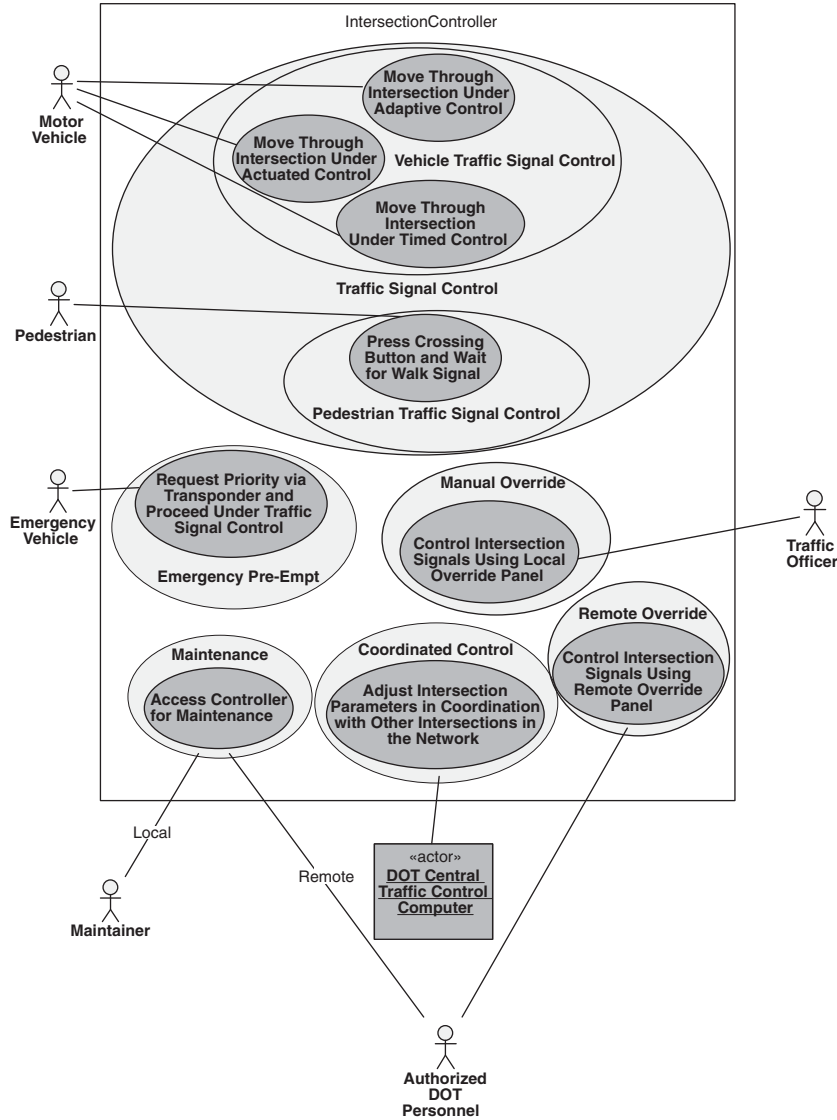 IntersectionController
Move Through
Intersection Under
Adaptive Control
Motor
Vehicle
Move Through
Intersection Under
Actuated Control
Vehicle Traffic Signal Control
Move Through
Intersection
Under Timed Control
Traffic Signal Control
Pedestrian
Press Crossing
Button and Wait
for Walk Signal
Pedestrian Traffic Signal Control
Request Priority via
Transponder and
Proceed Under Traffic
Signal Control
Emergency
Vehicle
Emergency Pre-Empt
Manual Override
Control Intersection
Signals Using Local
Override Panel
Traffic
Officer
Remote Override
Control Intersection
Signals Using
Remote Override
Panel
Maintenance
Access Controller
for Maintenance
Coordinated Control
Adjust Intersection
Parameters in Coordination
with Other Intersections in
the Network
Local
Remote
«actor»
DOT Central
Traffic Control
Computer
Maintainer
Authorized
DOT
Personnel